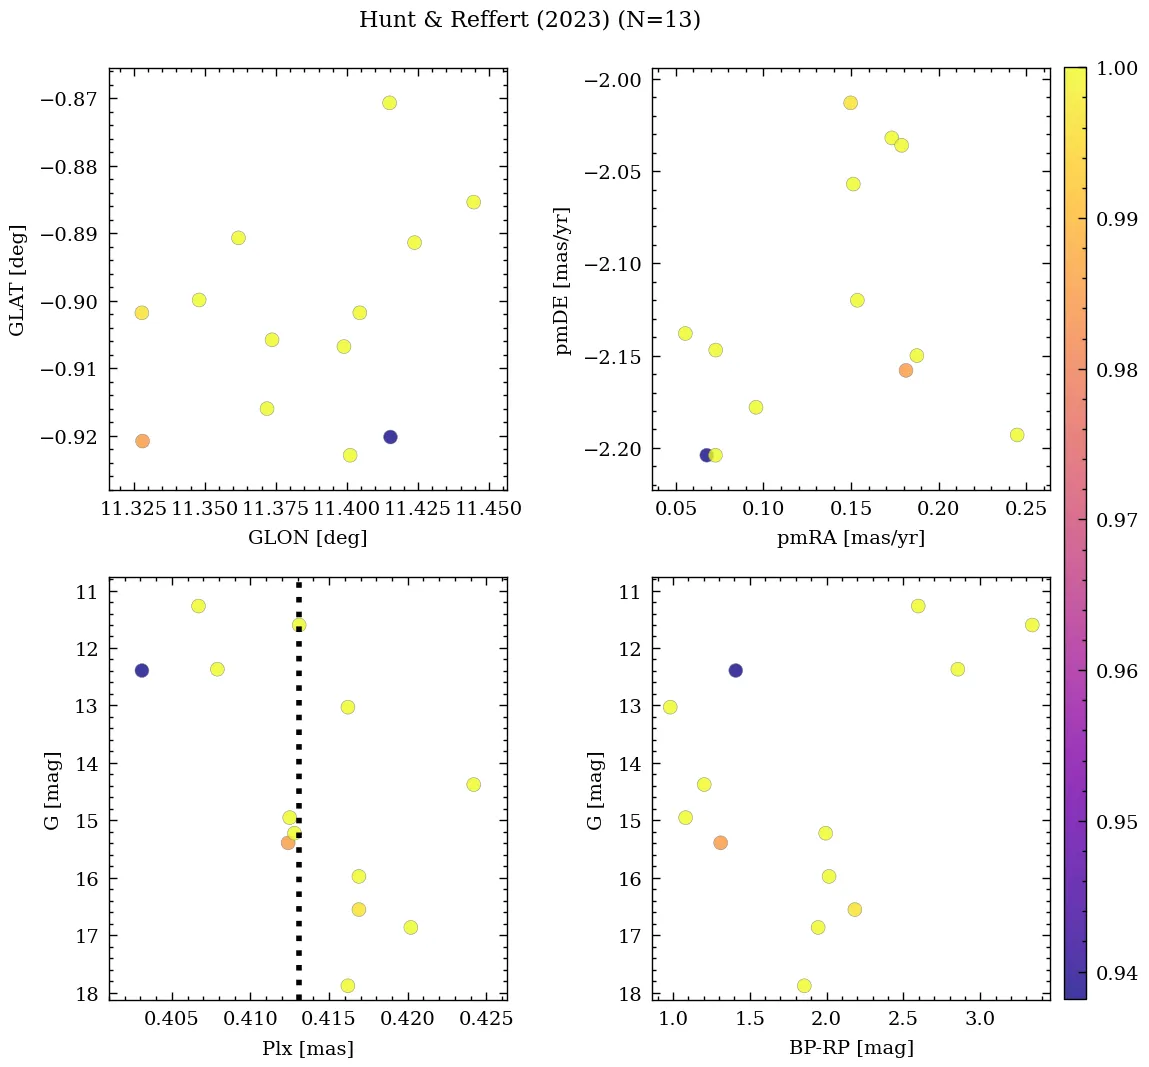 Hunt & Reffert (2023) (N=13)
−0.87
−0.88
−0.89
−0.90
−0.91
−0.92
GLAT [deg]
11.325 11.350 11.375 11.400 11.425 11.450
GLON [deg]
−2.00
−2.05
−2.10
−2.15
−2.20
pmDE [mas/yr]
0.05 0.10 0.15 0.20 0.25
pmRA [mas/yr]
11
12
13
14
15
16
17
18
G [mag]
0.405 0.410 0.415 0.420 0.425
Plx [mas]
11
12
13
14
15
16
17
18
G [mag]
1.0 1.5 2.0 2.5 3.0
BP-RP [mag]
1.00
0.99
0.98
0.97
0.96
0.95
0.94